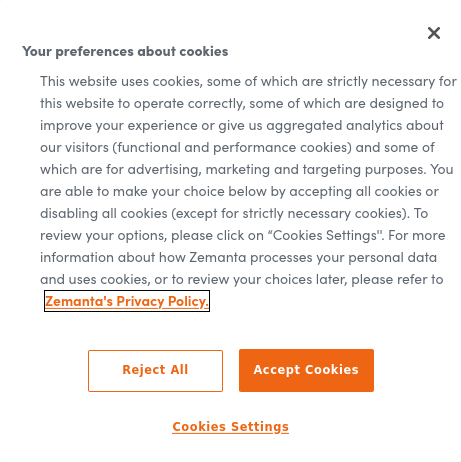 Your preferences about cookies
This website uses cookies, some of which are strictly necessary for
this website to operate correctly, some of which are designed to
improve your experience or give us aggregated analytics about
our visitors (functional and performance cookies) and some of
which are for advertising, marketing and targeting purposes. You
are able to make your choice below by accepting all cookies or
disabling all cookies (except for strictly necessary cookies). To
review your options, please click on “Cookies Settings". For more
information about how Zemanta processes your personal data
and uses cookies, or to review your choices later, please refer to
Zemanta's Privacy Policy.
Reject All
Accept Cookies
Cookies Settings